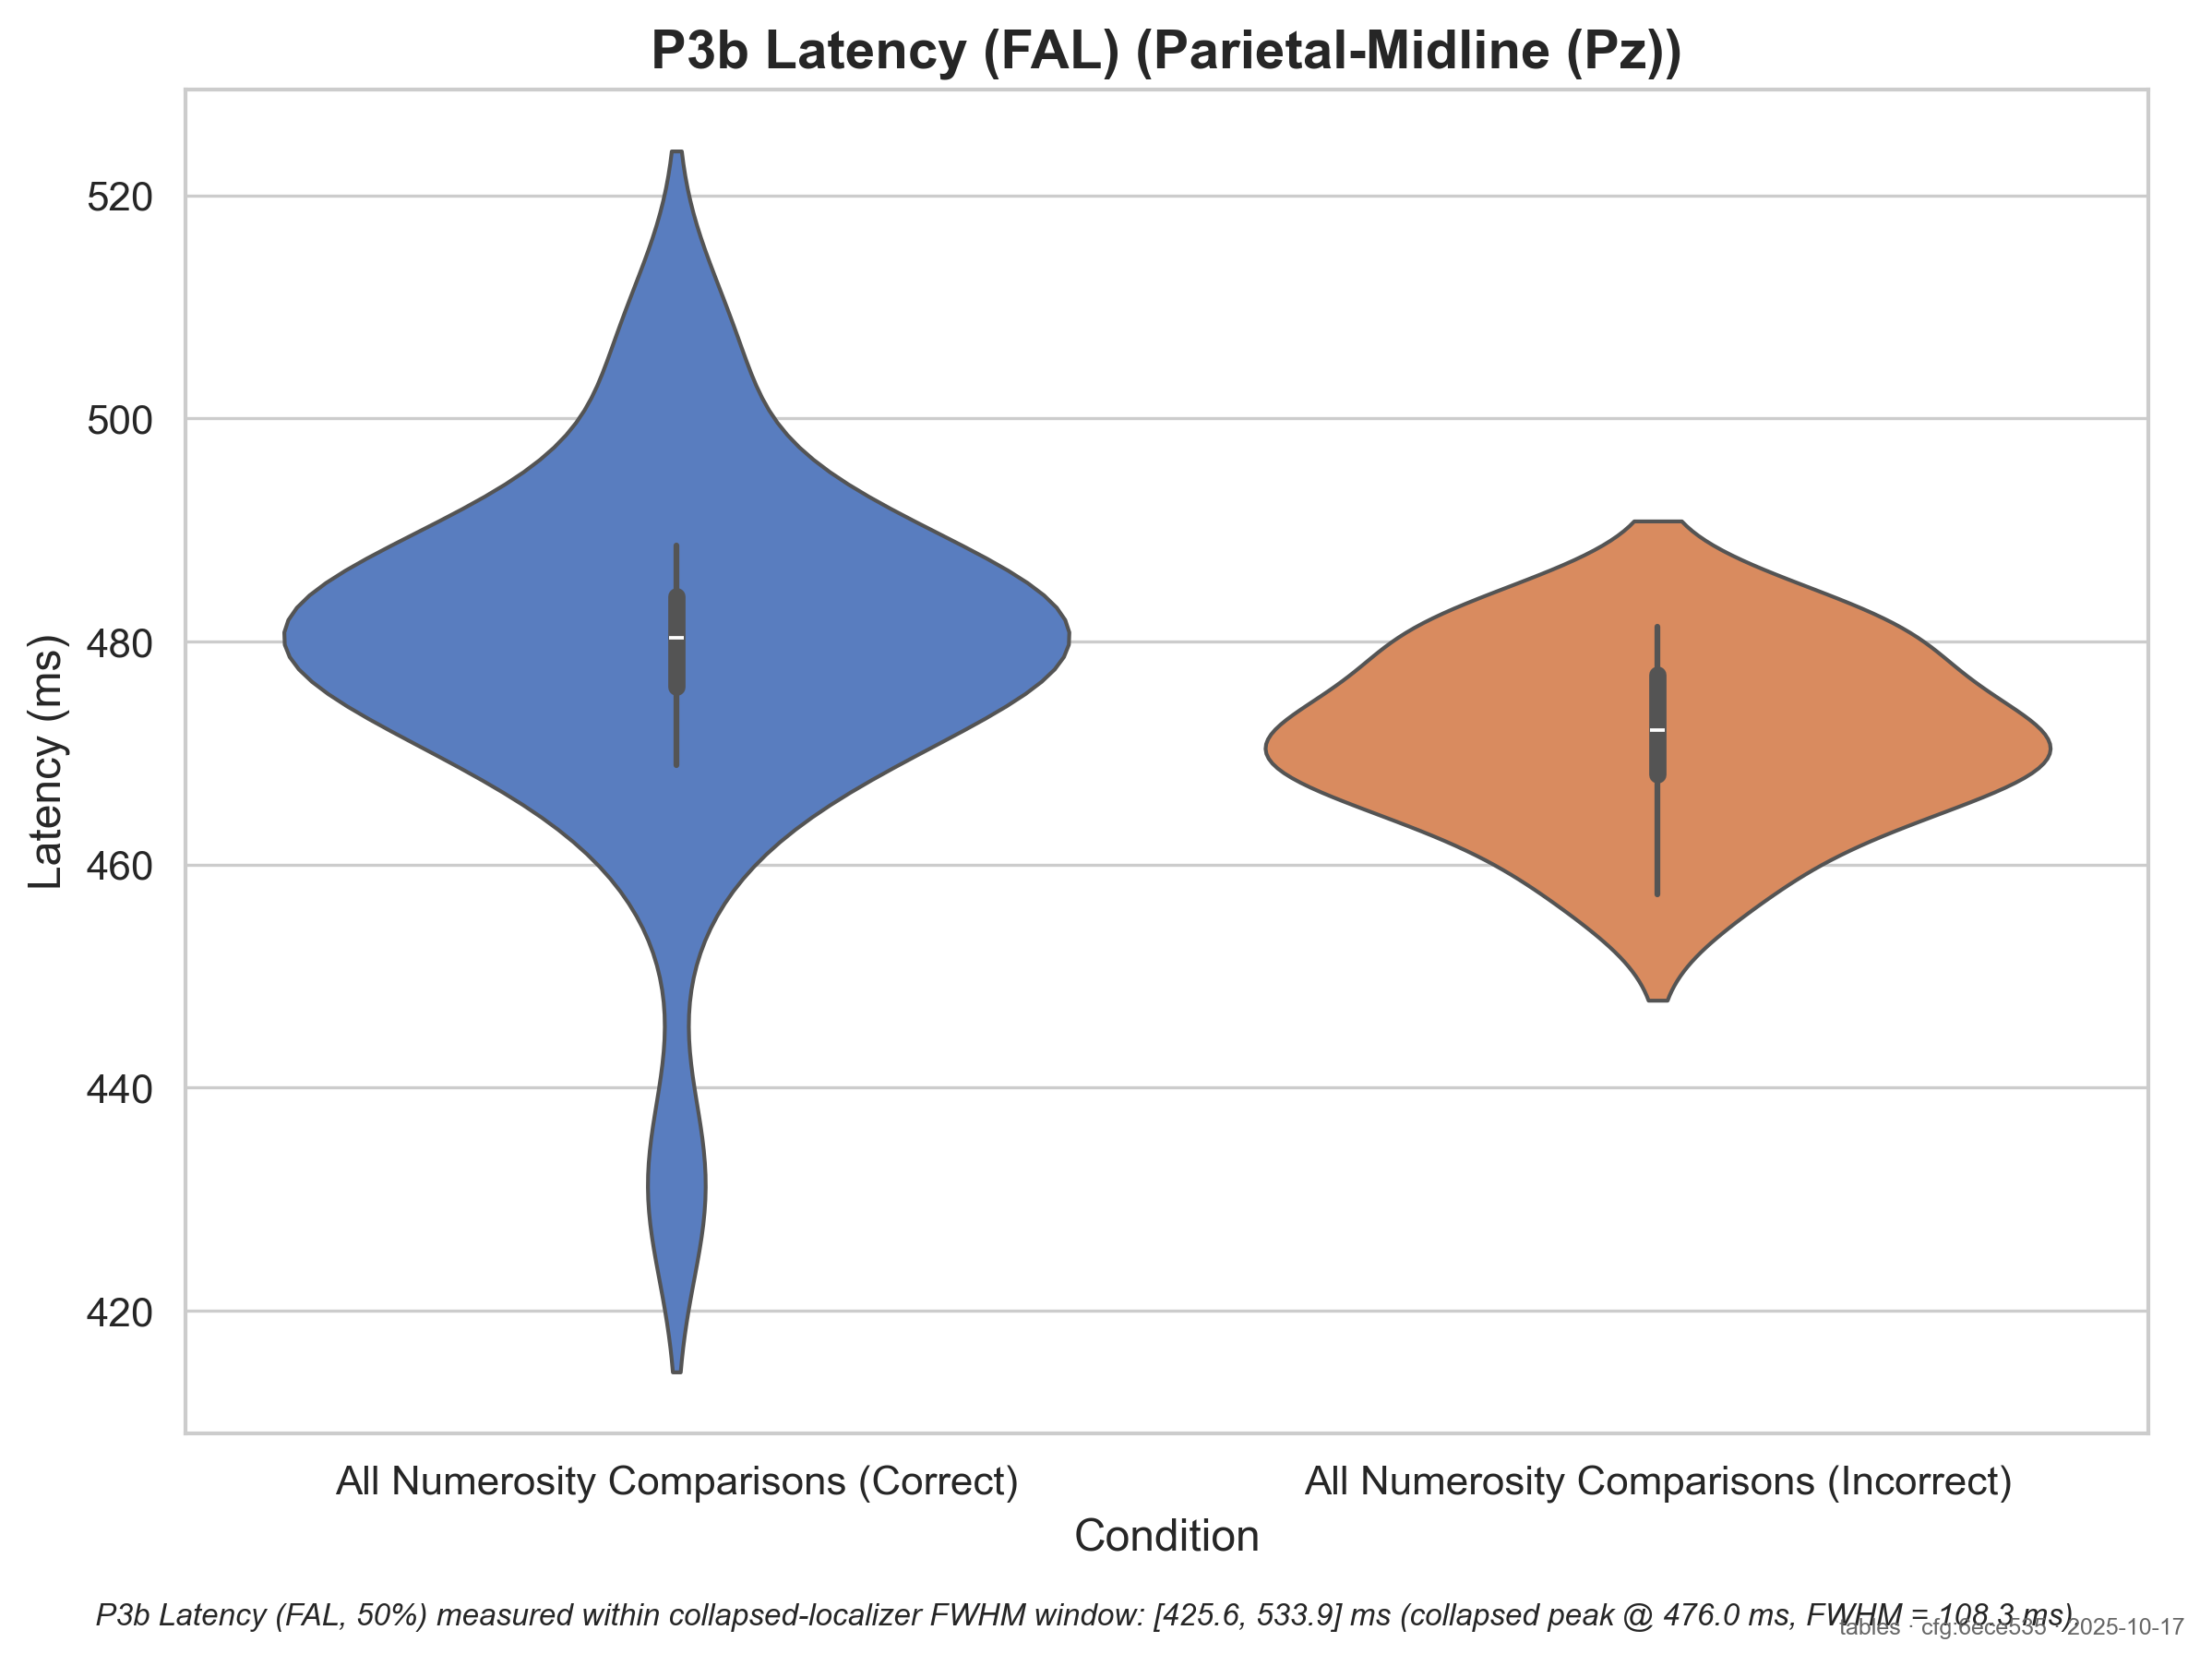 P3b Latency (FAL) (Parietal-Midline (Pz))
Latency (ms)
520
500
480
460
440
420
All Numerosity Comparisons (Correct)
All Numerosity Comparisons (Incorrect)
Condition
P3b Latency (FAL, 50%) measured within collapsed-localizer FWHM window: [425.6, 533.9] ms (collapsed peak @ 476.0 ms, FWHM = 108.3 ms).
tables · cfg:6ece535 · 2025-10-17